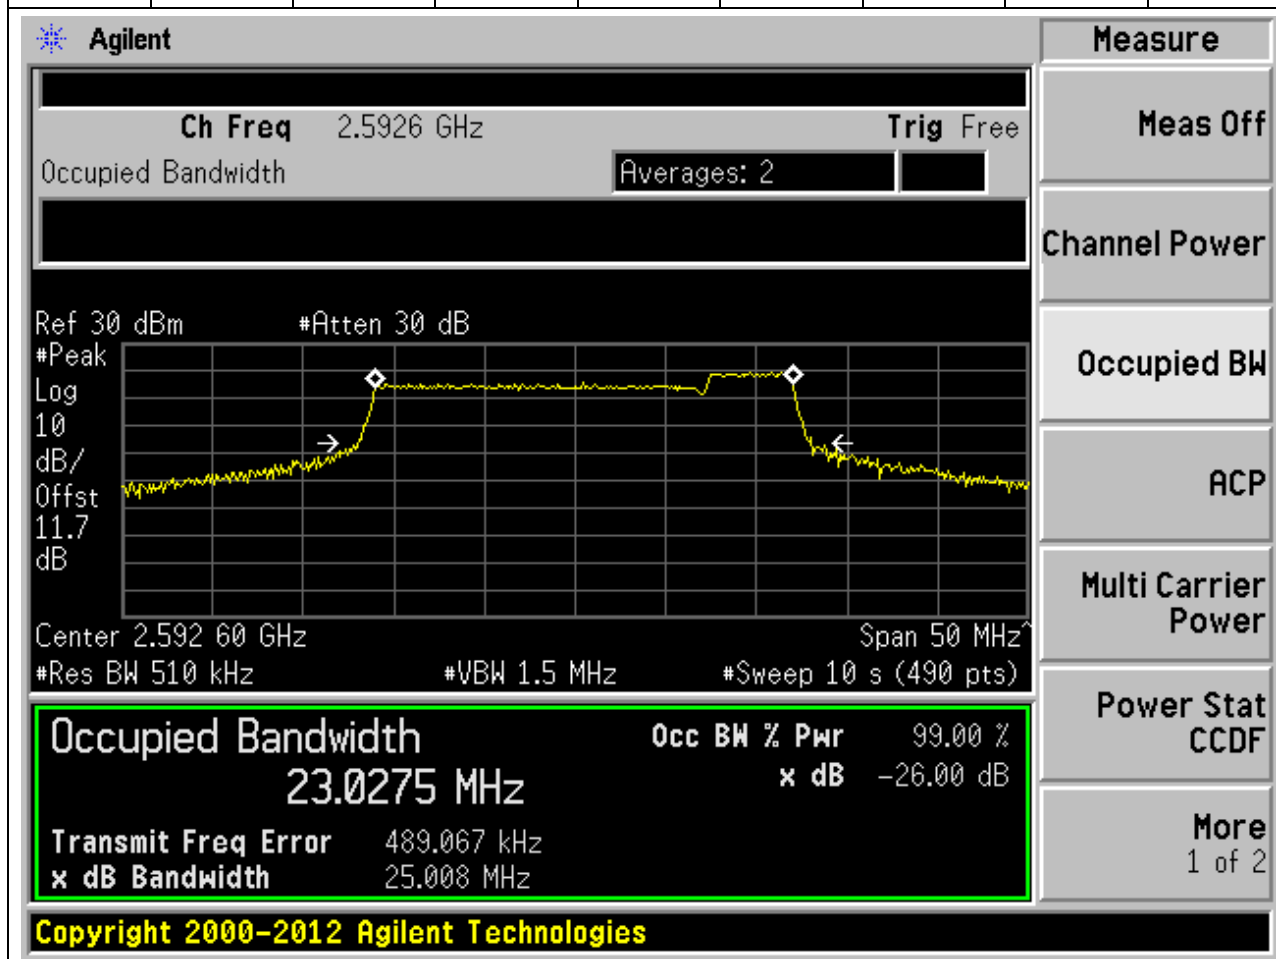 Agilent
Measure
Ch Freq 2.5926 GHz Trig Free
Meas Off
Occupied Bandwidth Averages: 2
Channel Power
Ref 30 dBm #Atten 30 dB
#Peak
Log
10
dB/
Offst
11.7
dB
Occupied BW
ACP
Center 2.592 60 GHz Span 50 MHz^
#Res BW 510 kHz #VBW 1.5 MHz #Sweep 10 s (490 pts)
Multi Carrier
Power
Occupied Bandwidth Occ BW % Pwr 99.00 %
23.0275 MHz x dB -26.00 dB
Transmit Freq Error 489.067 kHz
x dB Bandwidth 25.008 MHz
Power Stat
CCDF
More
1 of 2
Copyright 2000-2012 Agilent Technologies